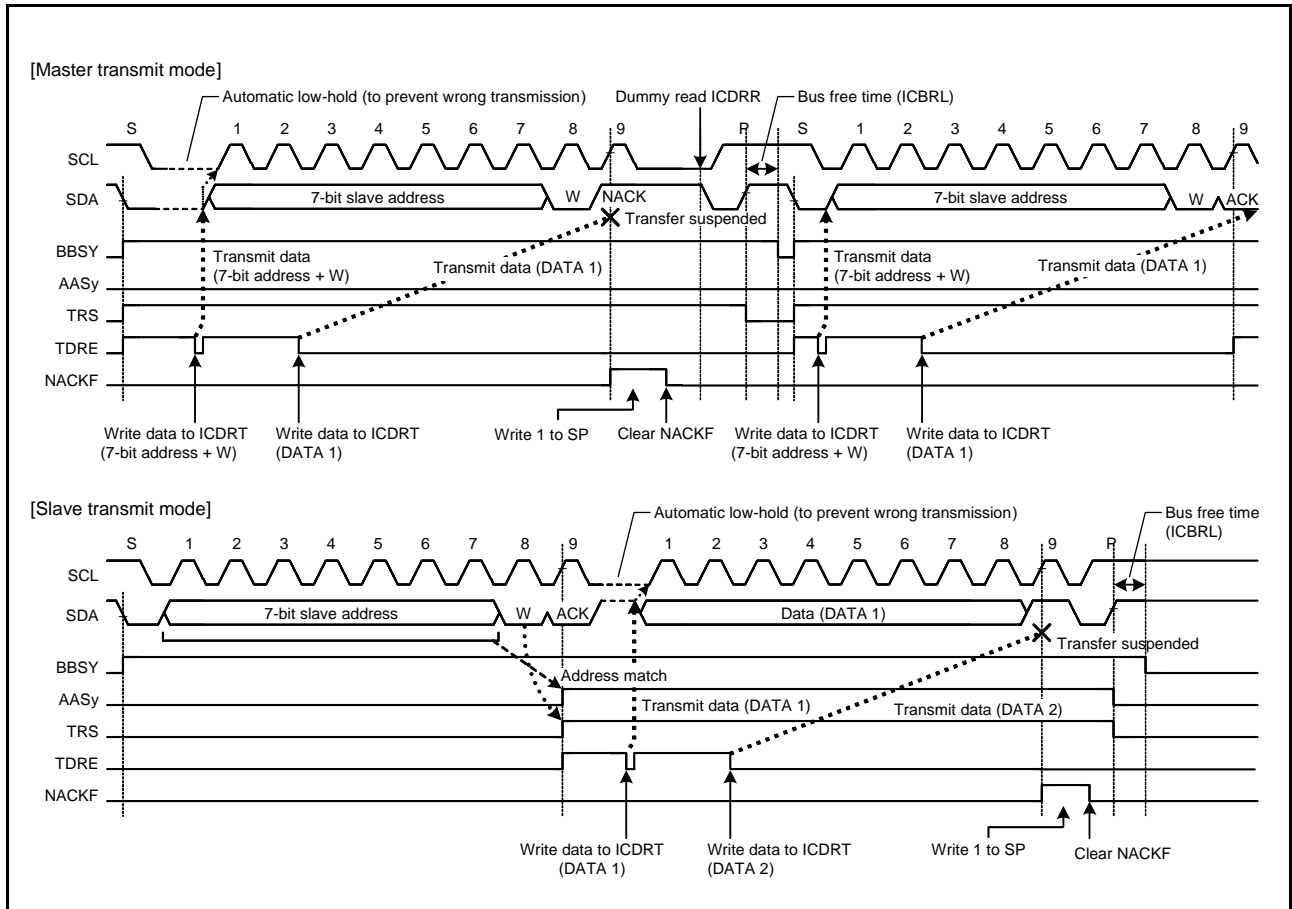 [Master transmit mode]
Automatic low-hold (to prevent wrong transmission)
Dummy read ICDRR
Bus free time (ICBRL)
S 1 2 3 4 5 6 7 8 9 P S 1 2 3 4 5 6 7 8 9
SCL
SDA 7-bit slave address W NACK 7-bit slave address W ACK
Transfer suspended
BBSY
Transmit data
(7-bit address + W)
Transmit data (DATA 1)
Transmit data
(7-bit address + W)
Transmit data (DATA 1)
AASy
TRS
TDRE
NACKF
Write data to ICDRT
(7-bit address + W)
Write data to ICDRT
(DATA 1)
Write 1 to SP
Clear NACKF
Write data to ICDRT
(7-bit address + W)
Write data to ICDRT
(DATA 1)
[Slave transmit mode]
Automatic low-hold (to prevent wrong transmission)
Bus free time
(ICBRL)
S 1 2 3 4 5 6 7 8 9 1 2 3 4 5 6 7 8 9 P
SCL
SDA 7-bit slave address W ACK Data (DATA 1)
Transfer suspended
BBSY
Address match
AASy
Transmit data (DATA 1)
Transmit data (DATA 2)
TRS
TDRE
NACKF
Write data to ICDRT
(DATA 1)
Write data to ICDRT
(DATA 2)
Write 1 to SP
Clear NACKF